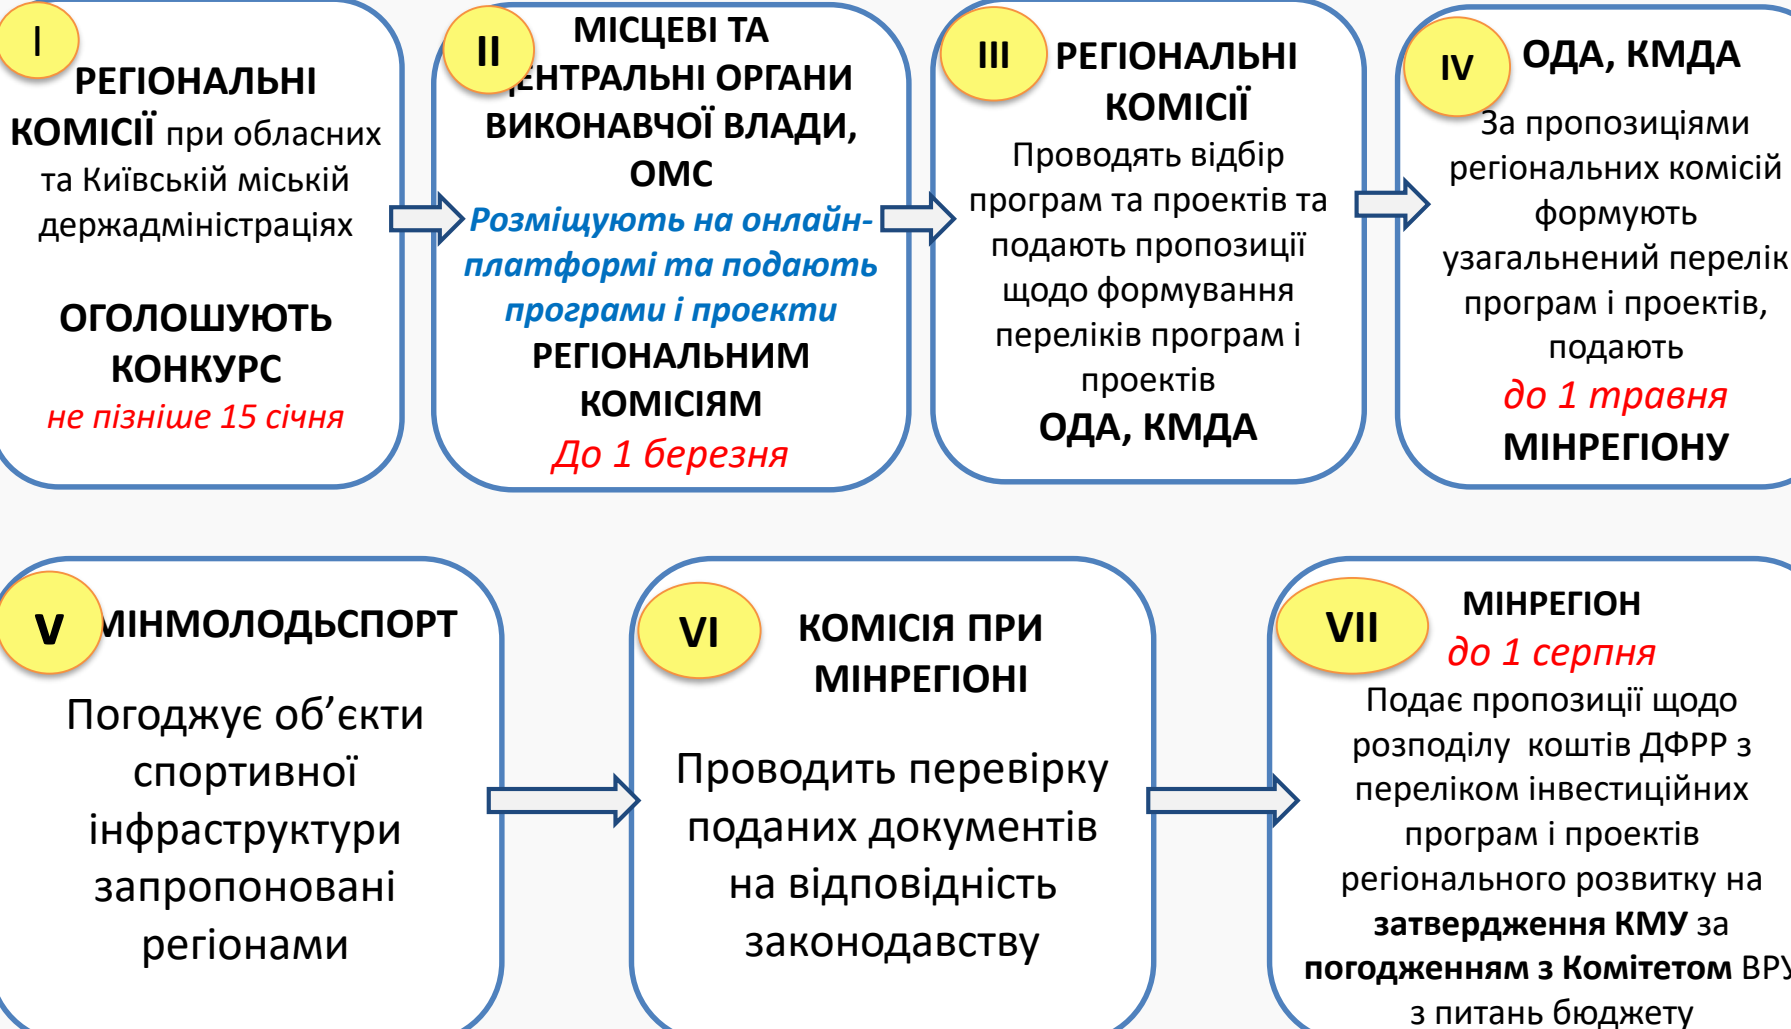 I
РЕГІОНАЛЬНІ
КОМІСІЇ при обласних
та Київській міській
держадміністраціях
ОГОЛОШУЮТЬ
КОНКУРС
не пізніше 15 січня
II
МІСЦЕВІ ТА
ЕНТРАЛЬНІ ОРГАНИ
ВИКОНАВЧОЇ ВЛАДИ,
ОМС
Розміщують на онлайн-
платформі та подають
програми і проекти
РЕГІОНАЛЬНИМ
КОМІСІЯМ
До 1 березня
III
РЕГІОНАЛЬНІ
КОМІСІЇ
Проводять відбір
програм та проектів та
подають пропозиції
щодо формування
переліків програм і
проектів
ОДА, КМДА
IV
ОДА, КМДА
За пропозиціями
регіональних комісій
формують
узагальнений перелік
програм і проектів,
подають
до 1 травня
МІНРЕГІОНУ
V
МІНМОЛОДЬСПОРТ
Погоджує об’єкти
спортивної
інфраструктури
запропоновані
регіонами
VI
КОМІСІЯ ПРИ
МІНРЕГІОНІ
Проводить перевірку
поданих документів
на відповідність
законодавству
VII
МІНРЕГІОН
до 1 серпня
Подає пропозиції щодо
розподілу коштів ДФРР з
переліком інвестиційних
програм і проектів
регіонального розвитку на
затвердження КМУ за
погодженням з Комітетом ВРУ
з питань бюджету